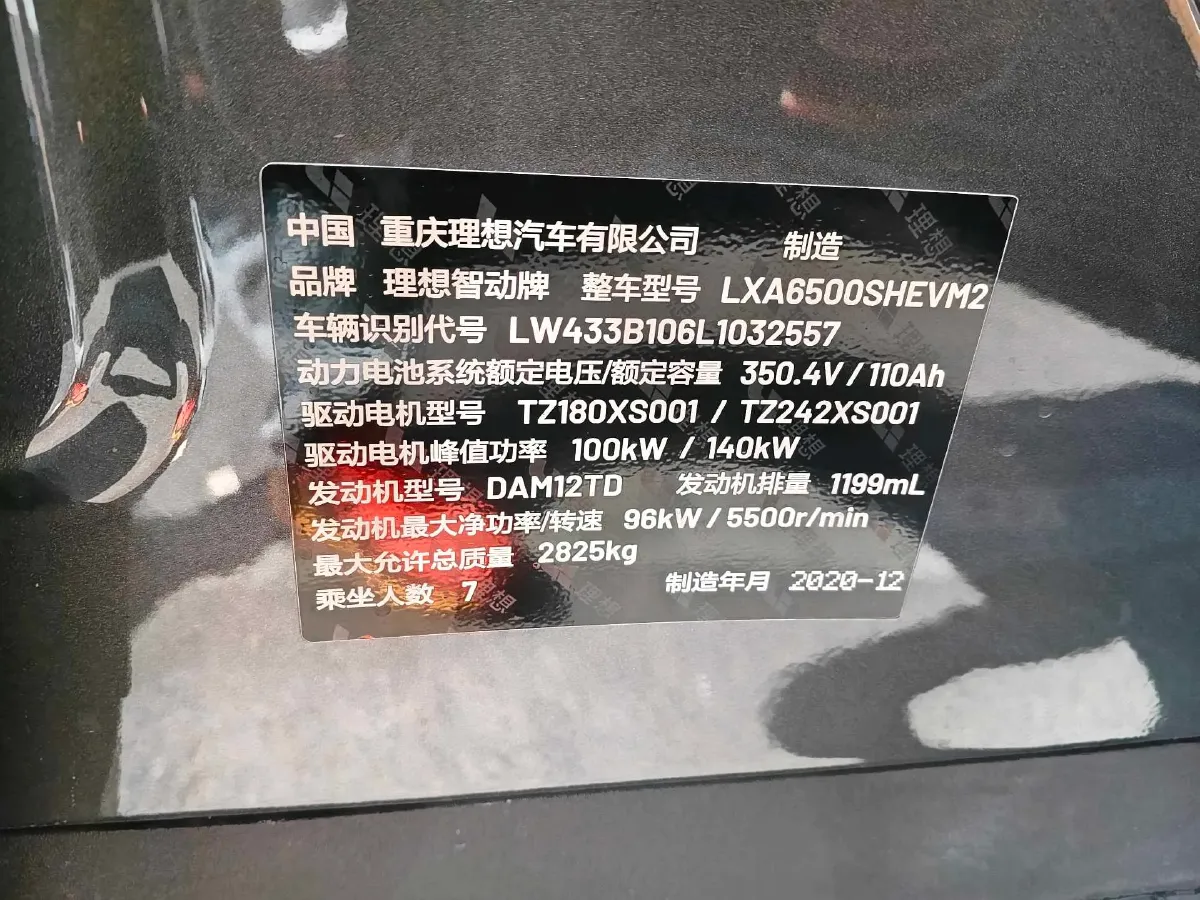 中国 重庆理想汽车有限公司 制造
品牌 理想智动牌 整车型号 LXA6500SHEVM2
车辆识别代号 LW433B106L1032557
动力电池系统额定电压/额定容量 350.4V / 110Ah
驱动电机型号 TZ180XS001 / TZ242XS001
驱动电机峰值功率 100kW / 140kW
发动机型号 DAM12TD 发动机排量 1199mL
发动机最大净功率/转速 96kW / 5500r/min
最大允许总质量 2825kg
乘坐人数 7 制造年月 2020-12